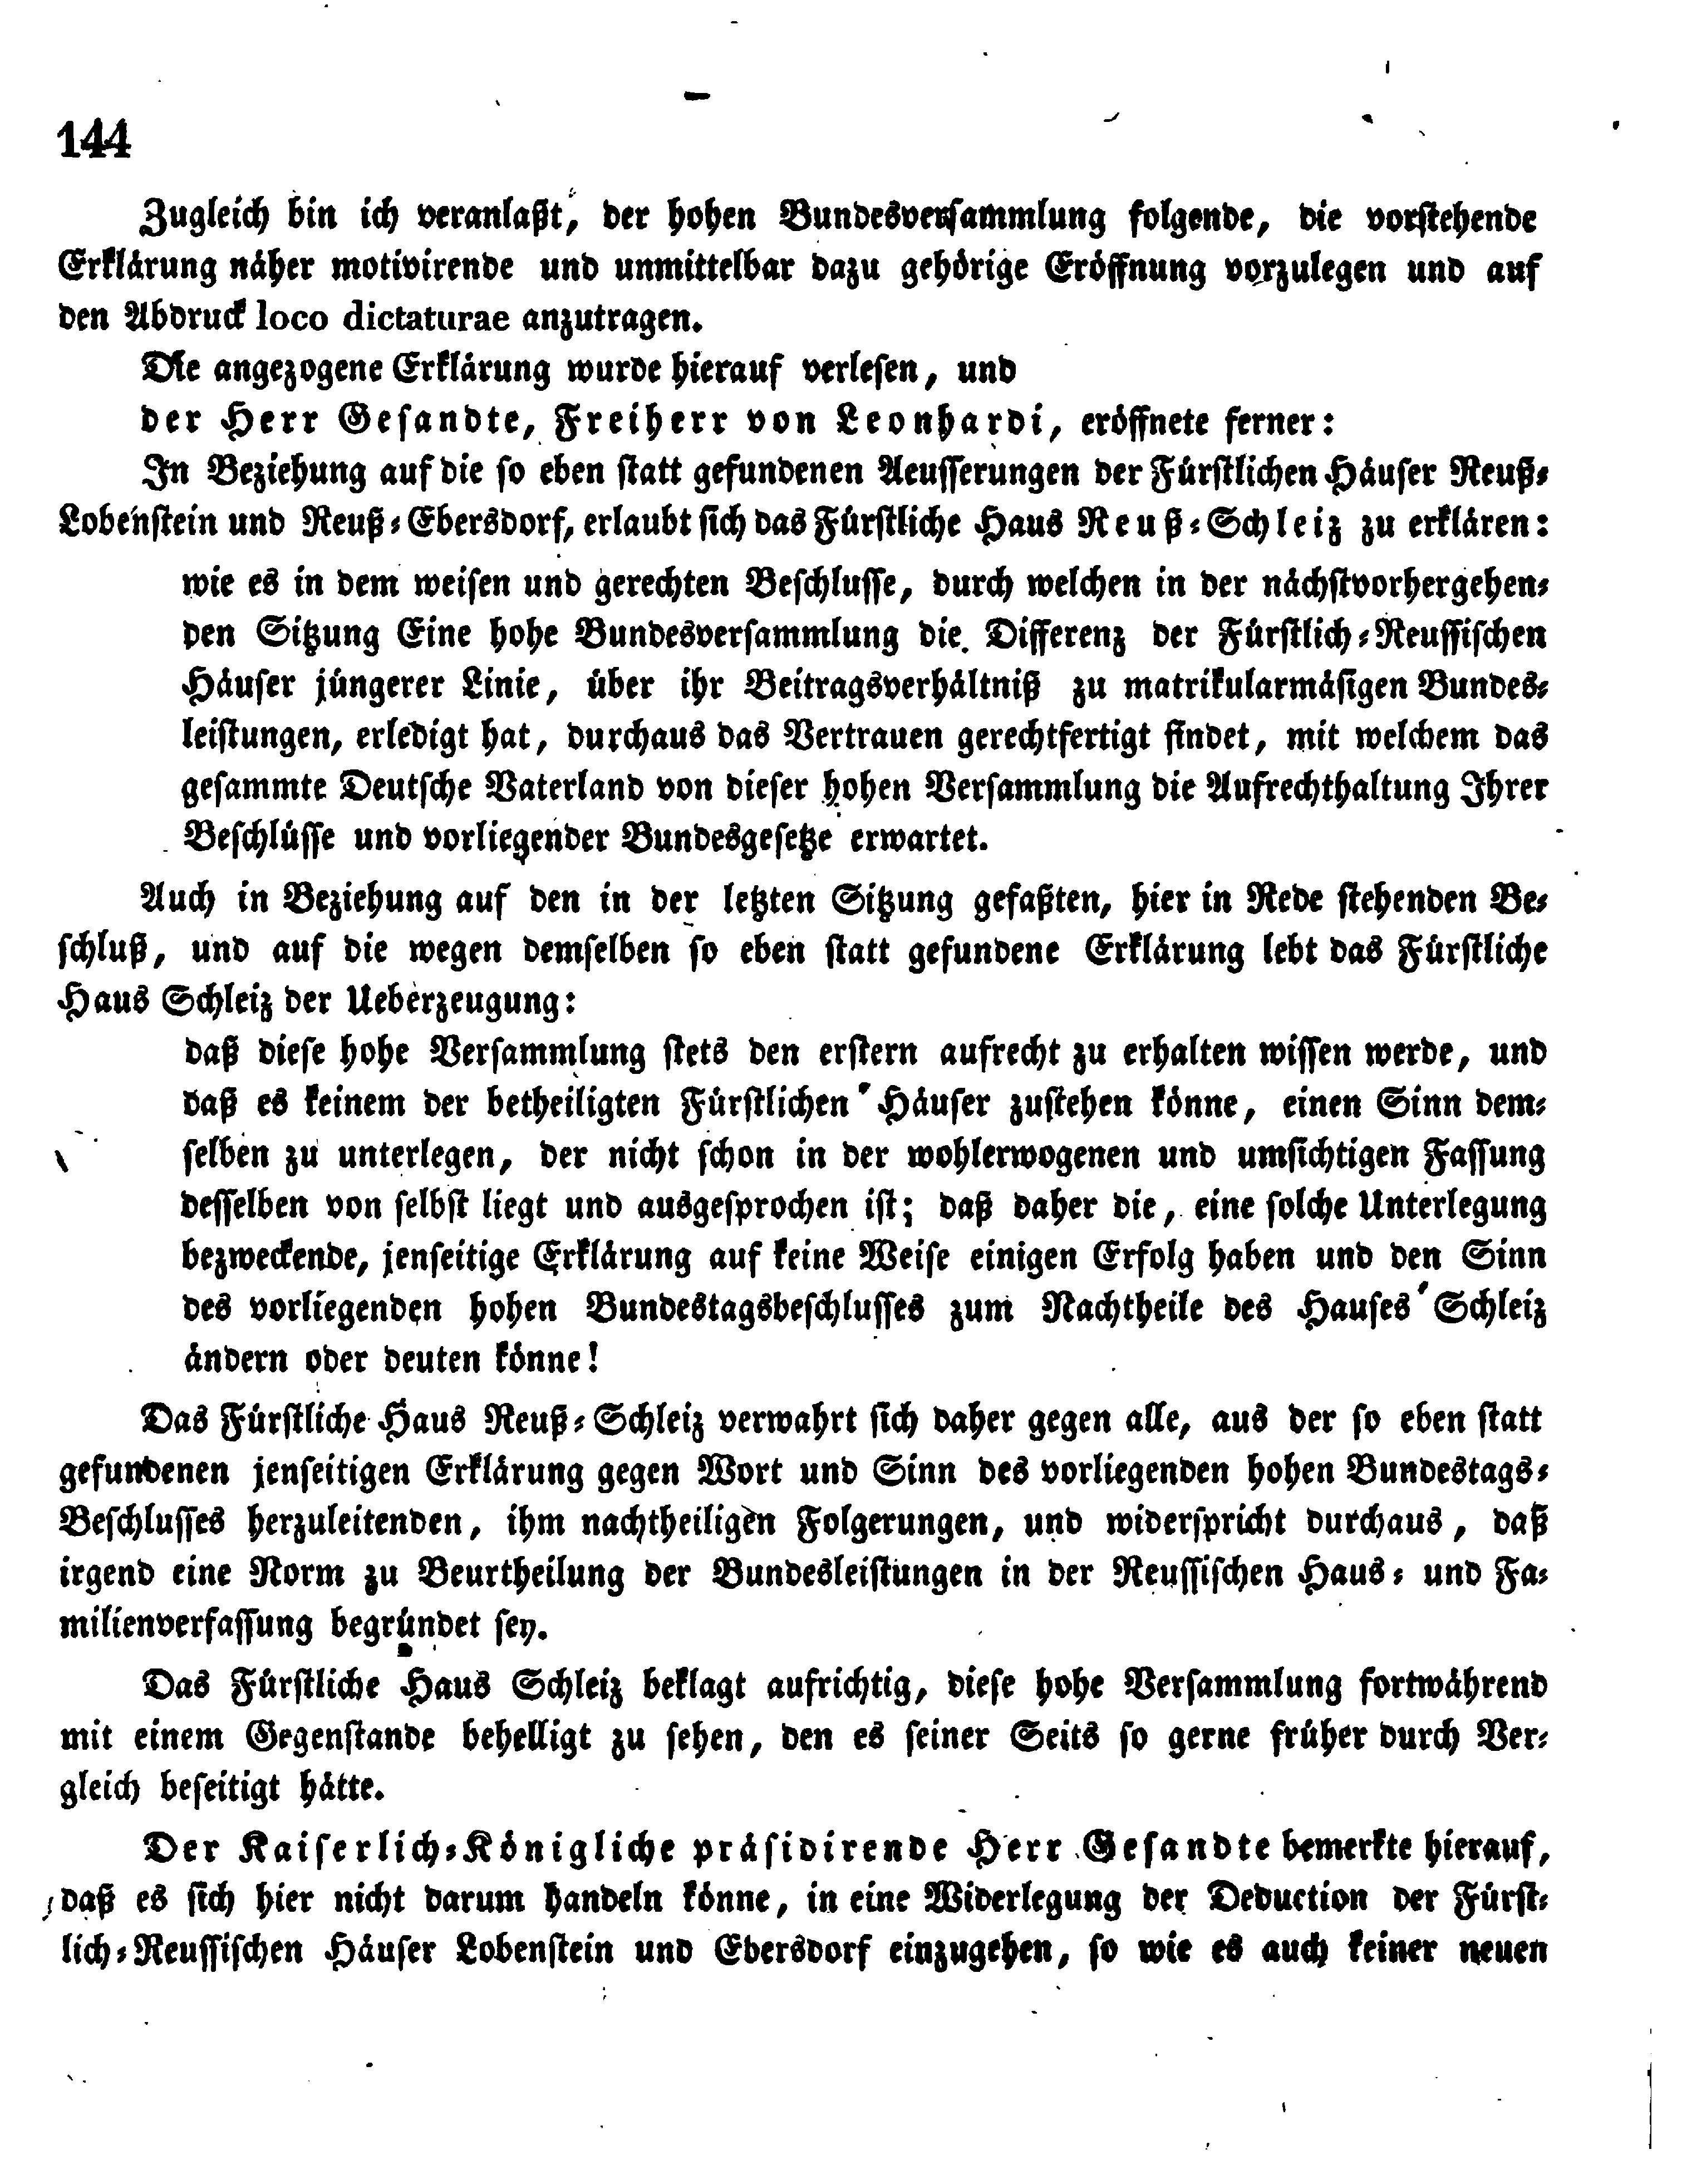 144
Zugleich bin ich veranlaßt, der hohen Bundesversammlung folgende, die vorstehende
Erklärung näher motivirende und unmittelbar dazu gehörige Eröffnung vorzulegen und auf
den Abdruck loco dictaturae anzutragen.
Die angezogene Erklärung wurde hierauf verlesen, und
der Herr Gesandte, Freiherr von Leonhardi, eröffnete ferner:
In Beziehung auf die so eben statt gefundenen Aeusserungen der Fürstlichen Häuser Reuß-
Lobenstein und Reuß-Ebersdorf, erlaubt sich das Fürstliche Haus Reuß-Schleiz zu erklären:
wie es in dem weisen und gerechten Beschlusse, durch welchen in der nächstvorhergehen-
den Sitzung Eine hohe Bundesversammlung die Differenz der Fürstlich-Reussischen
Häuser jüngerer Linie, über ihr Beitragsverhältniß zu matrikularmäsigen Bundes-
leistungen, erledigt hat, durchaus das Vertrauen gerechtfertigt findet, mit welchem das
gesammte Deutsche Vaterland von dieser hohen Versammlung die Aufrechthaltung Ihrer
Beschlüsse und vorliegender Bundesgesetze erwartet.
Auch in Beziehung auf den in der letzten Sitzung gefaßten, hier in Rede stehenden Be-
schluß, und auf die wegen demselben so eben statt gefundene Erklärung lebt das Fürstliche
Haus Schleiz der Ueberzeugung:
daß diese hohe Versammlung stets den erstern aufrecht zu erhalten wissen werde, und
daß es keinem der betheiligten Fürstlichen Häuser zustehen könne, einen Sinn dem-
selben zu unterlegen, der nicht schon in der wohlerwogenen und umsichtigen Fassung
desselben von selbst liegt und ausgesprochen ist; daß daher die, eine solche Unterlegung
bezweckende, jenseitige Erklärung auf keine Weise einigen Erfolg haben und den Sinn
des vorliegenden hohen Bundestagsbeschlusses zum Nachtheile des Hauses Schleiz
ändern oder deuten könne!
Das Fürstliche Haus Reuß-Schleiz verwahrt sich daher gegen alle, aus der so eben statt
gefundenen jenseitigen Erklärung gegen Wort und Sinn des vorliegenden hohen Bundestags-
Beschlusses herzuleitenden, ihm nachtheiligen Folgerungen, und widerspricht durchaus, daß
irgend eine Norm zu Beurtheilung der Bundesleistungen in der Reussischen Haus- und Fa-
milienverfassung begründet sey.
Das Fürstliche Haus Schleiz beklagt aufrichtig, diese hohe Versammlung fortwährend
mit einem Gegenstande behelligt zu sehen, den es seiner Seits so gerne früher durch Ver-
gleich beseitigt hätte.
Der Kaiserlich-Königliche präsidirende Herr Gesandte bemerkte hierauf,
daß es sich hier nicht darum handeln könne, in eine Widerlegung der Deduction der Fürst-
lich-Reussischen Häuser Lobenstein und Ebersdorf einzugehen, so wie es auch keiner neuen